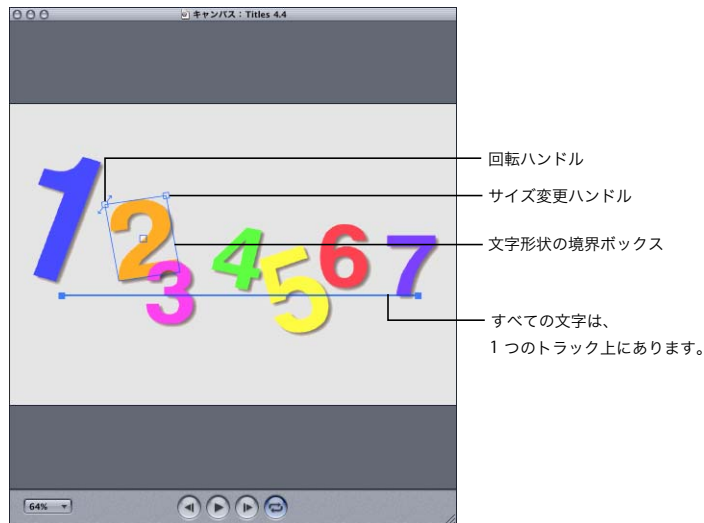 キャンバス：Titles 4.4
1 2 3 4 5 6 7
回転ハンドル
サイズ変更ハンドル
文字形状の境界ボックス
すべての文字は、
1 つのトラック上にあります。
64%